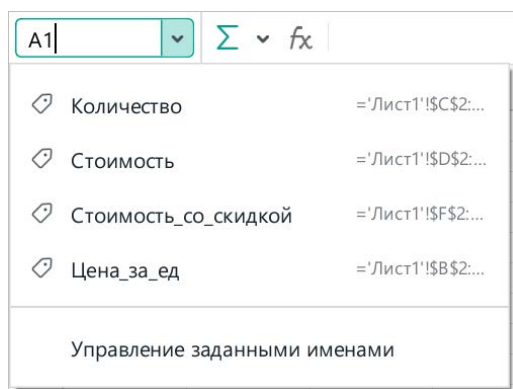 A1 Σ fx
Количество ='Лист1'!$C$2:...
Стоимость ='Лист1'!$D$2:...
Стоимость_со_скидкой ='Лист1'!$F$2:...
Цена_за_ед ='Лист1'!$B$2:...
Управление заданными именами